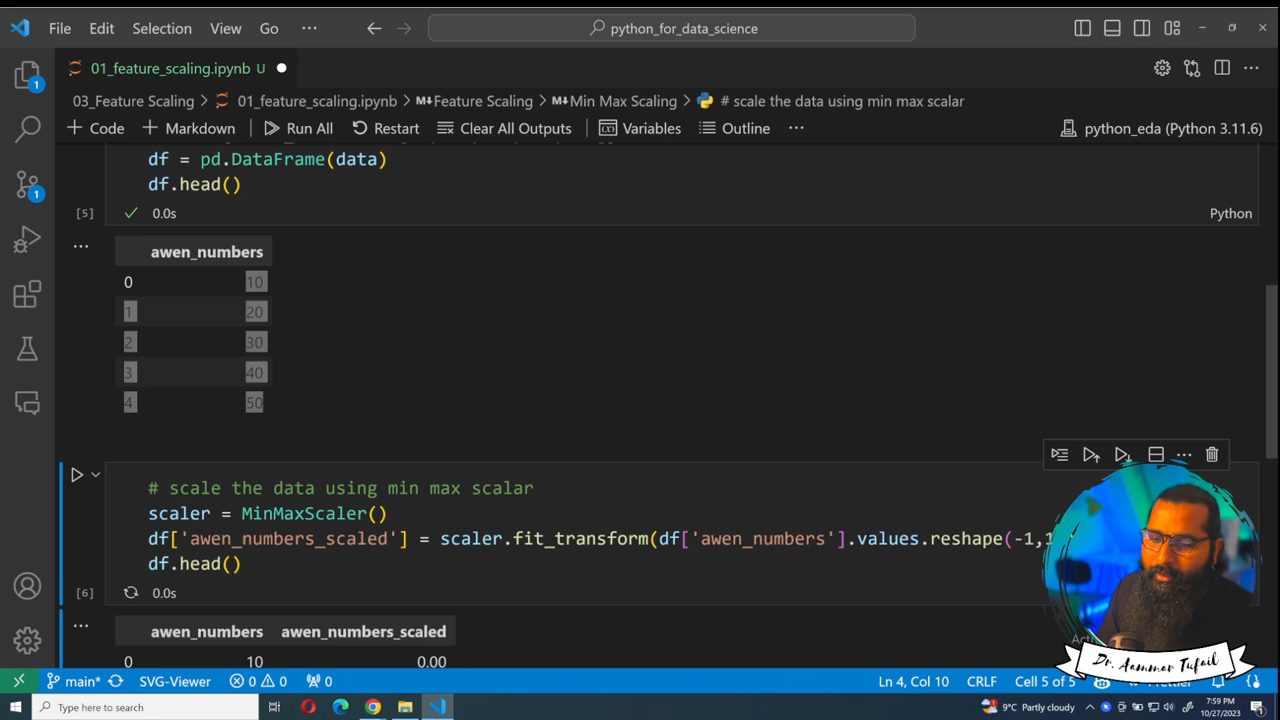 File Edit Selection View Go ··· python_for_data_science
01_feature_scaling.ipynb U
03_Feature Scaling > 01_feature_scaling.ipynb > M↓Feature Scaling > M↓Min Max Scaling > # scale the data using min max scalar
+ Code + Markdown Run All Restart Clear All Outputs Variables Outline ··· python_eda (Python 3.11.6)
df = pd.DataFrame(data)
df.head()
[5] 0.0s Python
awen_numbers
0 10
1 20
2 30
3 40
4 50
# scale the data using min max scalar
scaler = MinMaxScaler()
df['awen_numbers_scaled'] = scaler.fit_transform(df['awen_numbers'].values.reshape(-1,1
df.head()
[6] 0.0s
awen_numbers awen_numbers_scaled
0 10 0.00
Dr. Aammar Tufail
main* SVG-Viewer 0 0 0 Ln 4, Col 10 CRLF Cell 5 of 5
Type here to search 9°C Partly cloudy 7:59 PM
10/27/2023